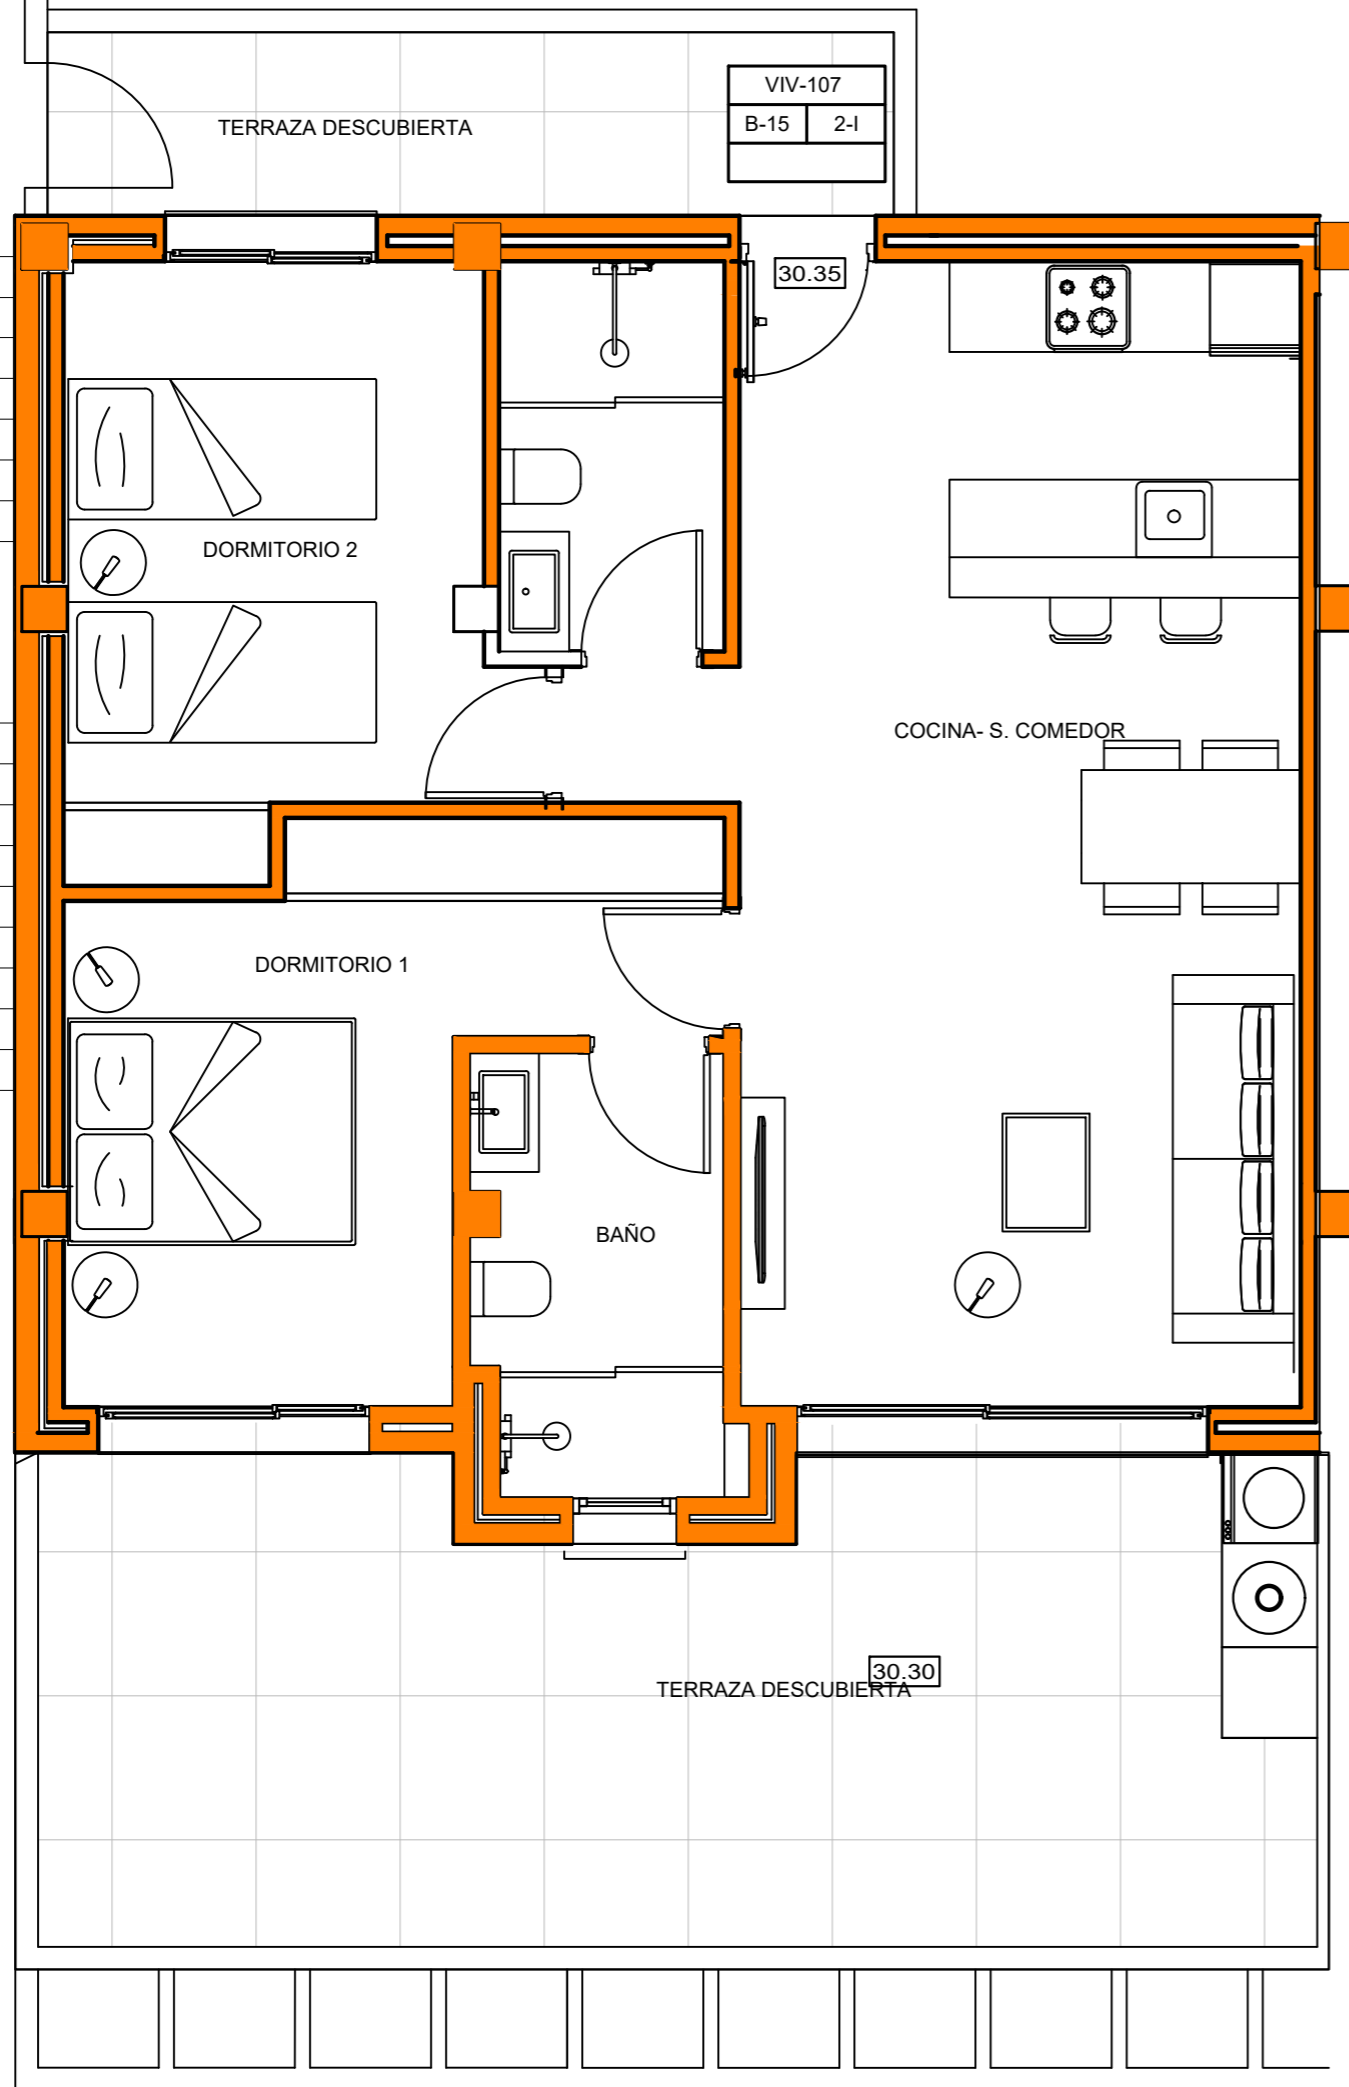 VIV-107
B-15 2-I
TERRAZA DESCUBIERTA
30.35
DORMITORIO 2
COCINA- S. COMEDOR
DORMITORIO 1
BAÑO
30.30
TERRAZA DESCUBIERTA